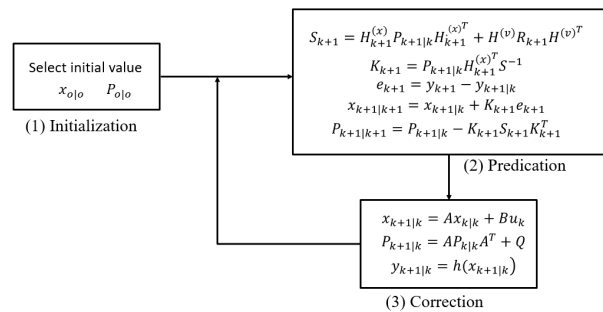 Select initial value
x_{o|o} P_{o|o}
(1) Initialization
S_{k+1} = H_{k+1}^{(x)} P_{k+1|k} H_{k+1}^{(x)^T} + H^{(v)} R_{k+1} H^{(v)^T}
K_{k+1} = P_{k+1|k} H_{k+1}^{(x)^T} S^{-1}
e_{k+1} = y_{k+1} - y_{k+1|k}
x_{k+1|k+1} = x_{k+1|k} + K_{k+1} e_{k+1}
P_{k+1|k+1} = P_{k+1|k} - K_{k+1} S_{k+1} K_{k+1}^T
(2) Predication
x_{k+1|k} = A x_{k|k} + B u_k
P_{k+1|k} = A P_{k|k} A^T + Q
y_{k+1|k} = h(x_{k+1|k})
(3) Correction